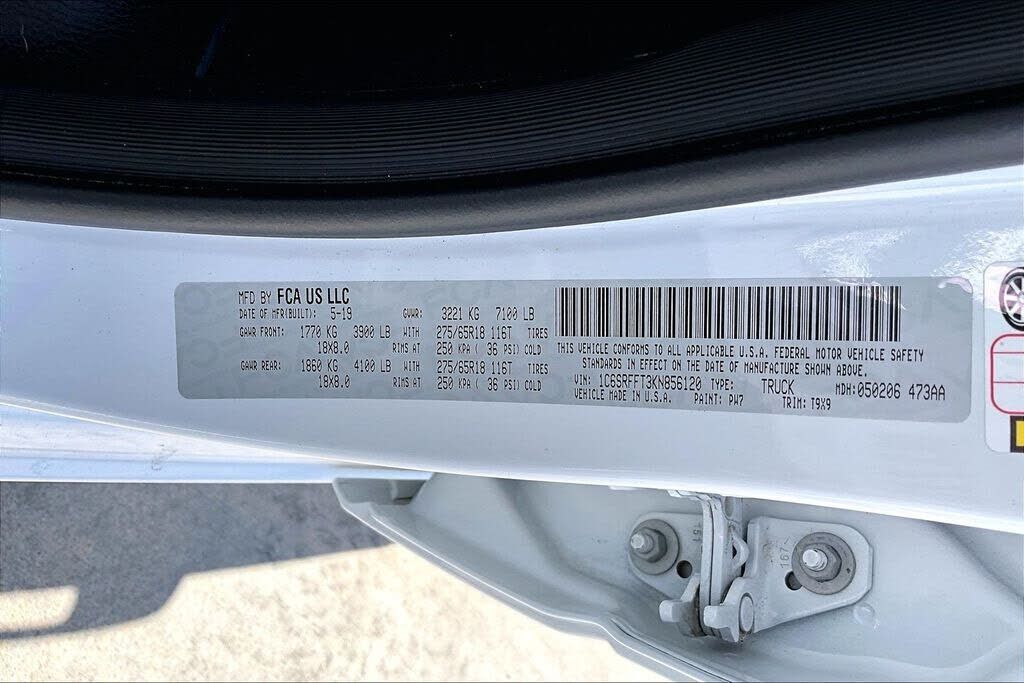 MFD BY FCA US LLC
DATE OF MFR(BUILT): 5-19 GVWR: 3221 KG 7100 LB
GAWR FRONT: 1770 KG 3900 LB WITH 275/65R18 116T TIRES
18X8.0 RIMS AT 250 KPA ( 36 PSI) COLD
GAWR REAR: 1860 KG 4100 LB WITH 275/65R18 116T TIRES
18X8.0 RIMS AT 250 KPA ( 36 PSI) COLD
THIS VEHICLE CONFORMS TO ALL APPLICABLE U.S.A. FEDERAL MOTOR VEHICLE SAFETY
STANDARDS IN EFFECT ON THE DATE OF MANUFACTURE SHOWN ABOVE.
VIN: 1C6SRFFT3KN856120 TYPE: TRUCK MDH:050206 473AA
VEHICLE MADE IN U.S.A. PAINT: PW7 TRIM: T9X9
151
167